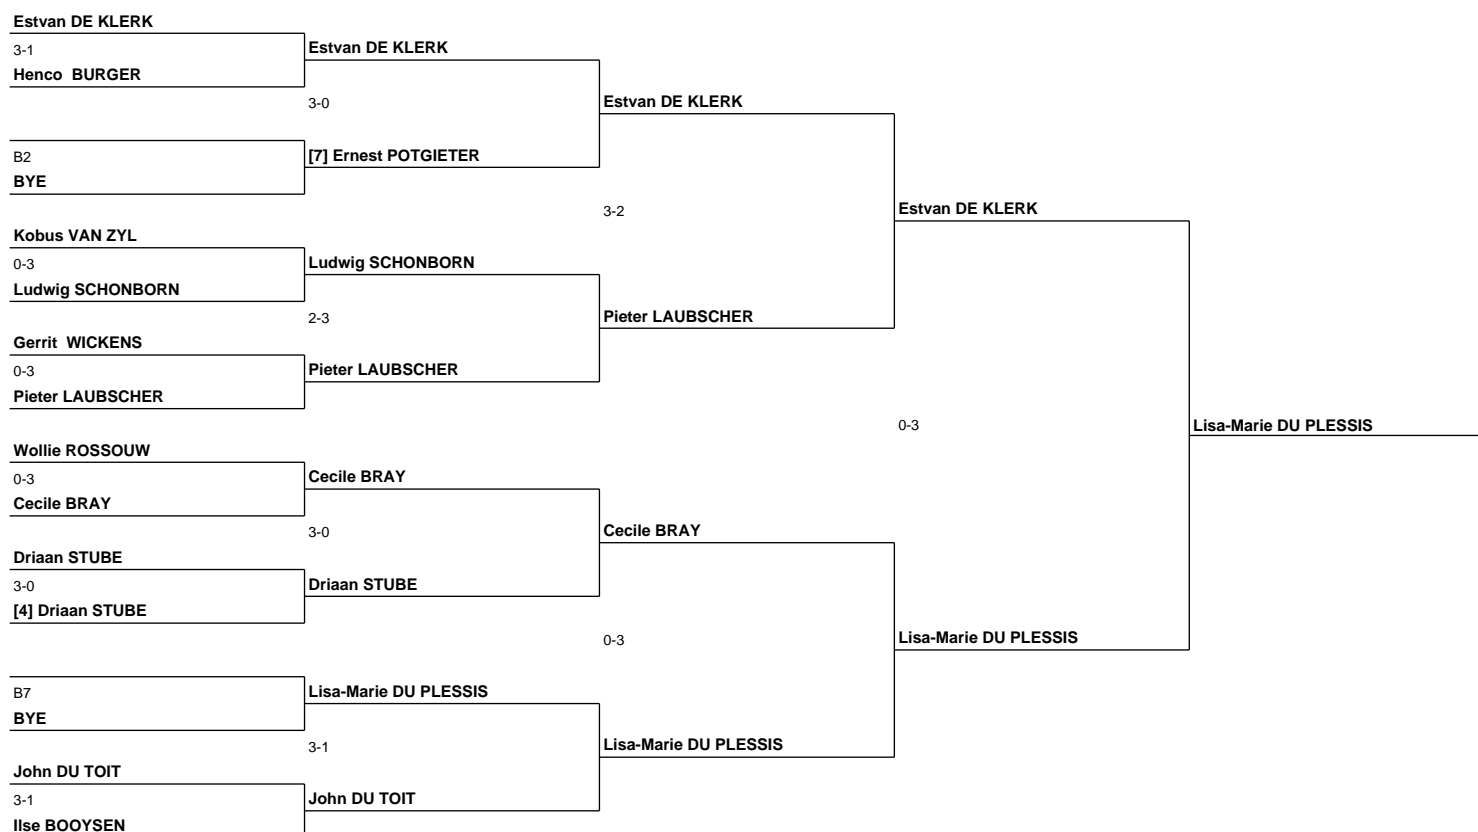 Estvan DE KLERK
3-1
Henco BURGER
Estvan DE KLERK
3-0
Estvan DE KLERK
B2
BYE
[7] Ernest POTGIETER
3-2
Estvan DE KLERK
Kobus VAN ZYL
0-3
Ludwig SCHONBORN
Ludwig SCHONBORN
2-3
Pieter LAUBSCHER
Gerrit WICKENS
0-3
Pieter LAUBSCHER
Pieter LAUBSCHER
0-3
Lisa-Marie DU PLESSIS
Wollie ROSSOUW
0-3
Cecile BRAY
Cecile BRAY
3-0
Cecile BRAY
Driaan STUBE
3-0
[4] Driaan STUBE
Driaan STUBE
0-3
Lisa-Marie DU PLESSIS
B7
BYE
Lisa-Marie DU PLESSIS
3-1
Lisa-Marie DU PLESSIS
John DU TOIT
3-1
Ilse BOOYSEN
John DU TOIT